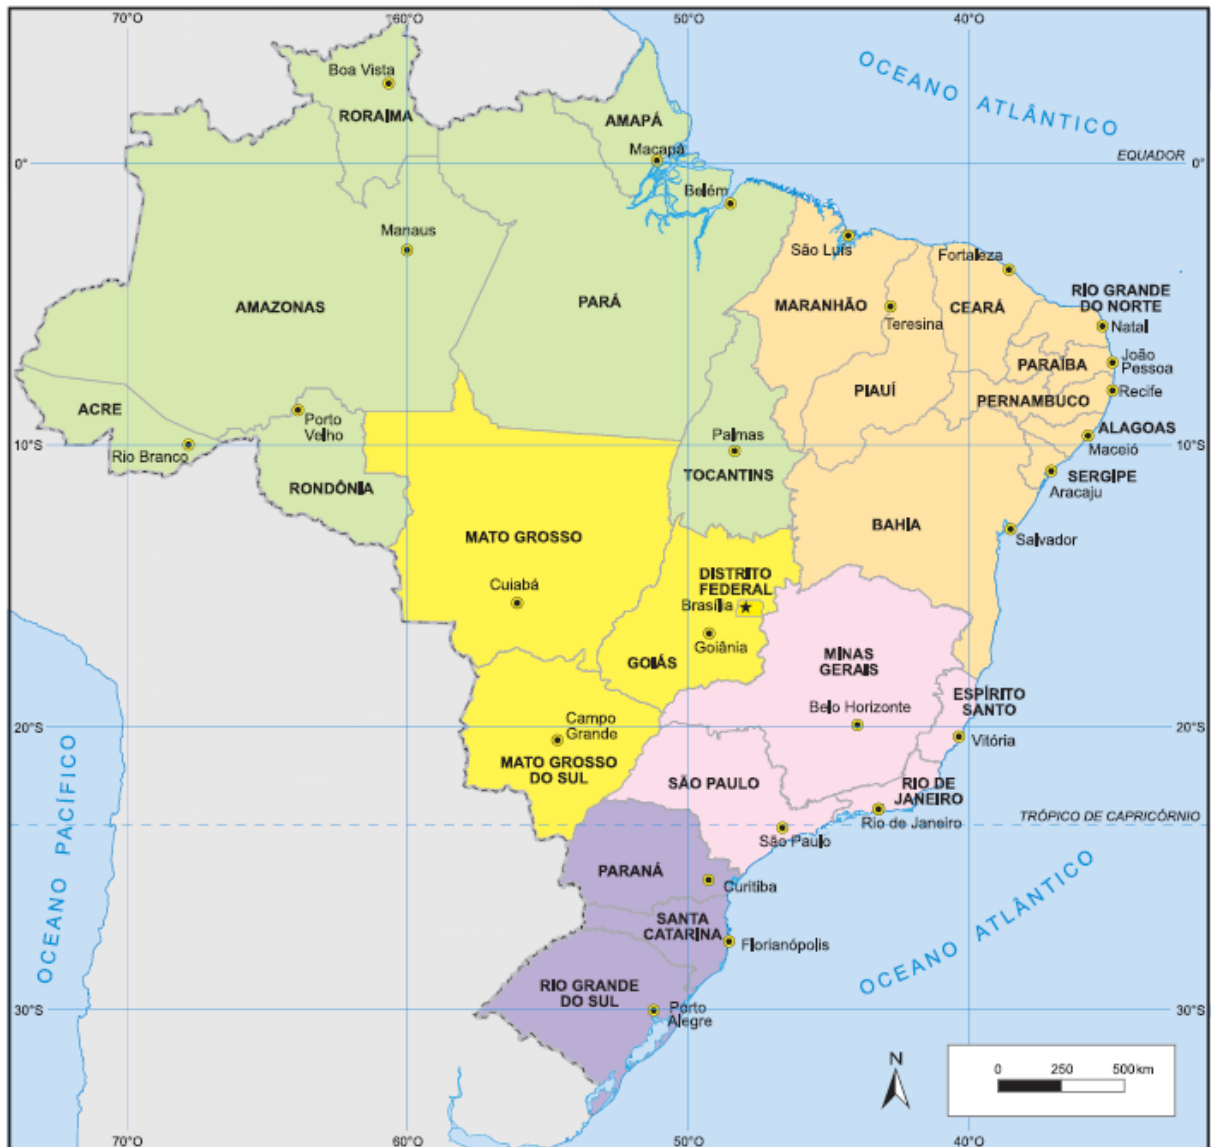 70°O
60°O
50°O
40°O
OCEANO ATLÂNTICO
Boa Vista
RORAIMA
AMAPÁ
Macapá
EQUADOR
0°
0°
Belém
Manaus
São Luís
Fortaleza
AMAZONAS
PARÁ
MARANHÃO
Teresina
CEARÁ
RIO GRANDE
DO NORTE
Natal
PARAÍBA
João
Pessoa
PIAUÍ
PERNAMBUCO
Recife
ACRE
Rio Branco
Porto
Velho
RONDÔNIA
Palmas
TOCANTINS
ALAGOAS
Maceió
10°S
10°S
SERGIPE
Aracaju
BAHIA
Salvador
MATO GROSSO
Cuiabá
DISTRITO
FEDERAL
Brasília
Goiânia
GOIÁS
MINAS
GERAIS
Belo Horizonte
ESPÍRITO
SANTO
Vitória
20°S
20°S
Campo
Grande
MATO GROSSO
DO SUL
SÃO PAULO
São Paulo
RIO DE
JANEIRO
Rio de Janeiro
TRÓPICO DE CAPRICÓRNIO
OCEANO PACÍFICO
PARANÁ
Curitiba
SANTA
CATARINA
Florianópolis
OCEANO ATLÂNTICO
RIO GRANDE
DO SUL
Porto
Alegre
30°S
30°S
N
0 250 500 km
70°O
60°O
50°O
40°O